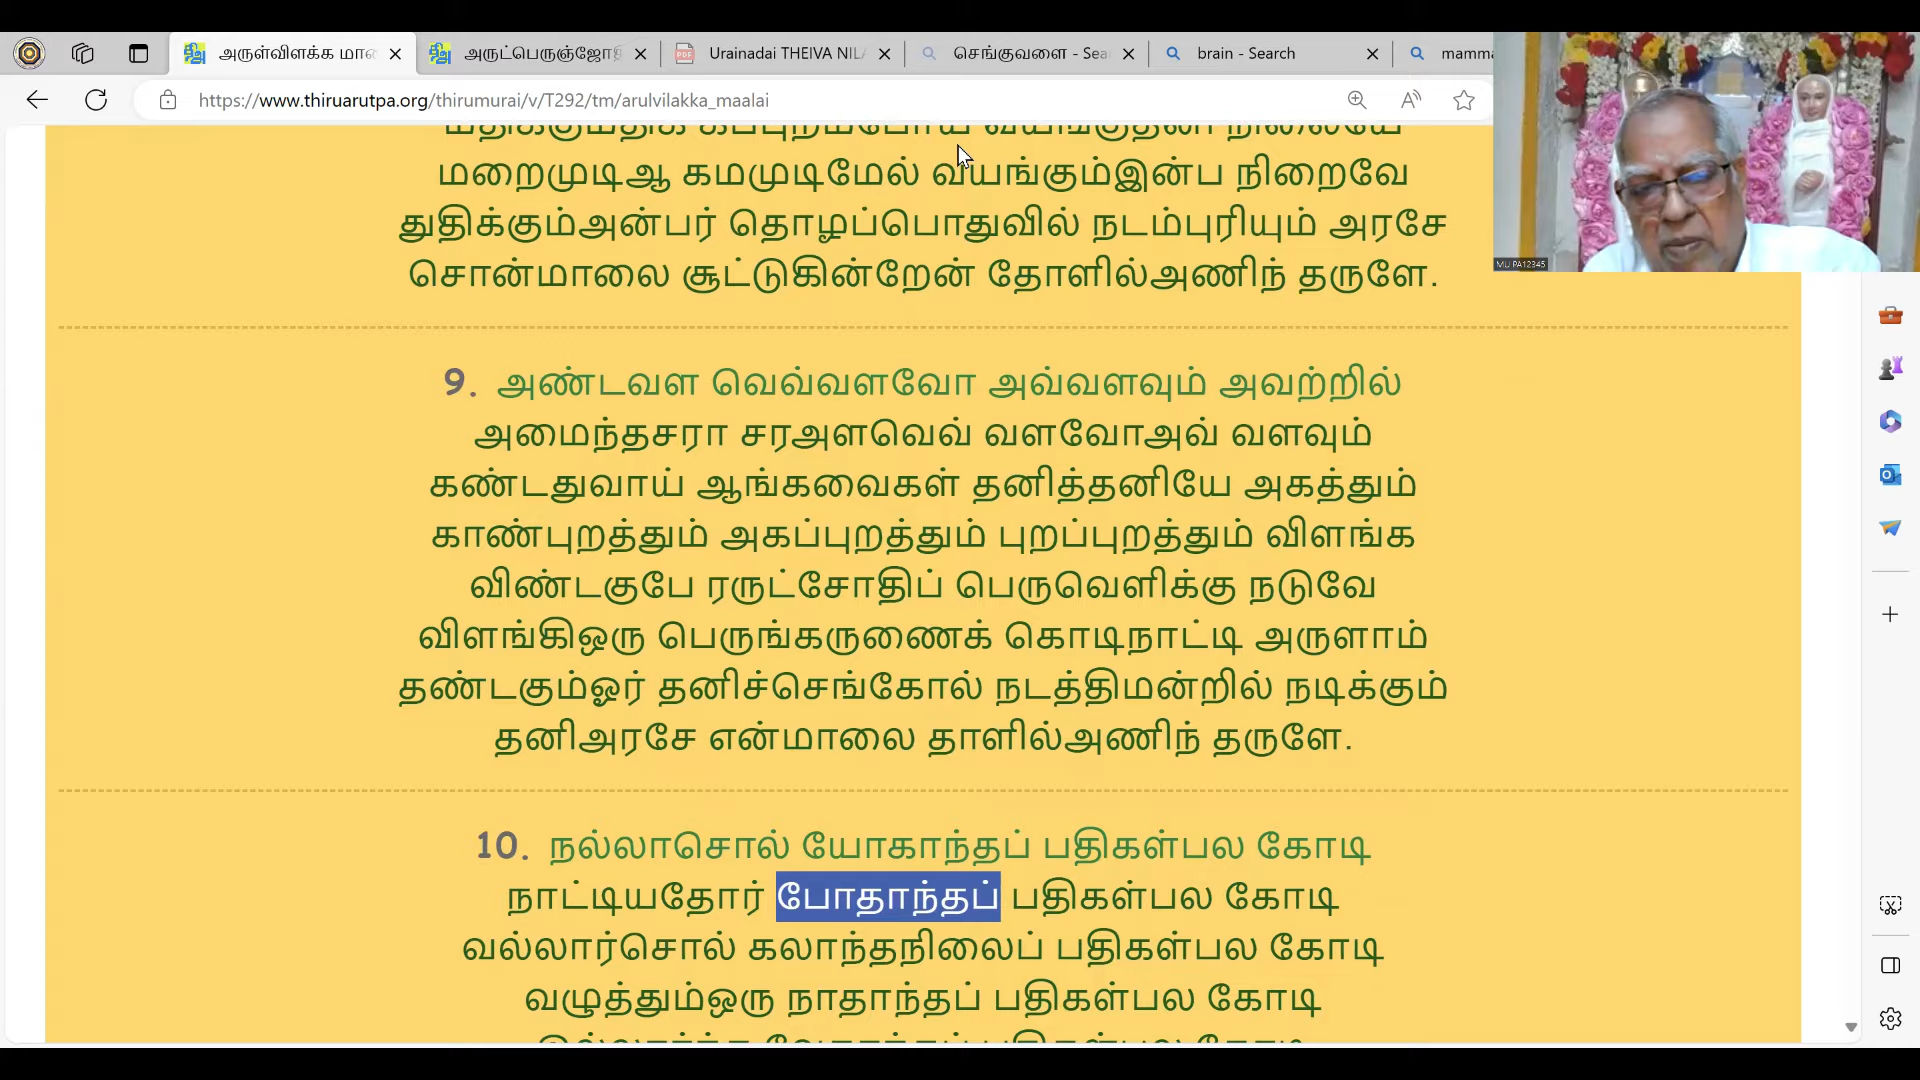 அருள்விளக்க மா
அருட்பெருஞ்ஜோதி
Urainadai THEIVA NIL
செங்குவளை - Sea
brain - Search
mamma
https://www.thiruarutpa.org/thirumurai/v/T292/tm/arulvilakka_maalai
MU PA12345
மறைமுடிஆ கமமுடிமேல் வயங்கும்இன்ப நிறைவே
துதிக்கும்அன்பர் தொழப்பொதுவில் நடம்புரியும் அரசே
சொன்மாலை சூட்டுகின்றேன் தோளில்அணிந் தருளே.
9. அண்டவள வெவ்வளவோ அவ்வளவும் அவற்றில்
அமைந்தசரா சரஅளவெவ் வளவோஅவ் வளவும்
கண்டதுவாய் ஆங்கவைகள் தனித்தனியே அகத்தும்
காண்புறத்தும் அகப்புறத்தும் புறப்புறத்தும் விளங்க
விண்டகுபே ரருட்சோதிப் பெருவெளிக்கு நடுவே
விளங்கிஒரு பெருங்கருணைக் கொடிநாட்டி அருளாம்
தண்டகும்ஓர் தனிச்செங்கோல் நடத்திமன்றில் நடிக்கும்
தனிஅரசே என்மாலை தாளில்அணிந் தருளே.
10. நல்லாசொல் யோகாந்தப் பதிகள்பல கோடி
நாட்டியதோர் போதாந்தப் பதிகள்பல கோடி
வல்லார்சொல் கலாந்தநிலைப் பதிகள்பல கோடி
வழுத்தும்ஒரு நாதாந்தப் பதிகள்பல கோடி